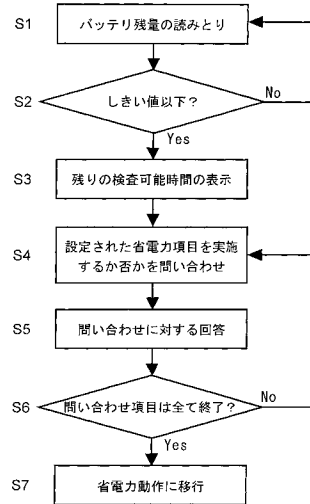 S1
バッテリ残量の読みとり
S2
しきい値以下？
No
Yes
S3
残りの検査可能時間の表示
S4
設定された省電力項目を実施
するか否かを問い合わせ
S5
問い合わせに対する回答
S6
問い合わせ項目は全て終了？
No
Yes
S7
省電力動作に移行